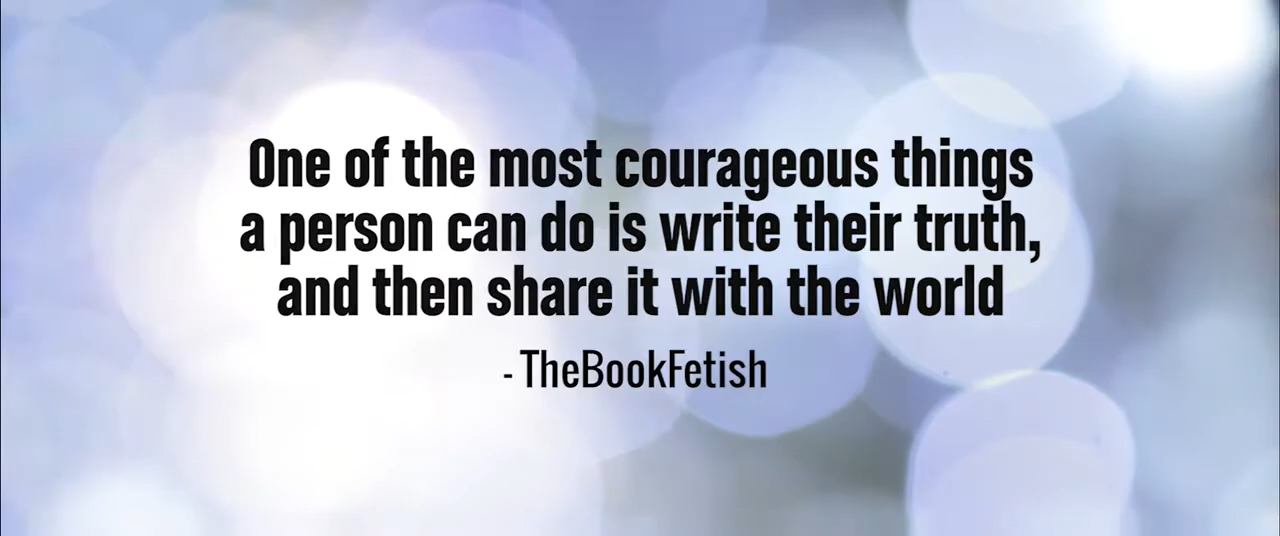 One of the most courageous things
a person can do is write their truth,
and then share it with the world
- TheBookFetish